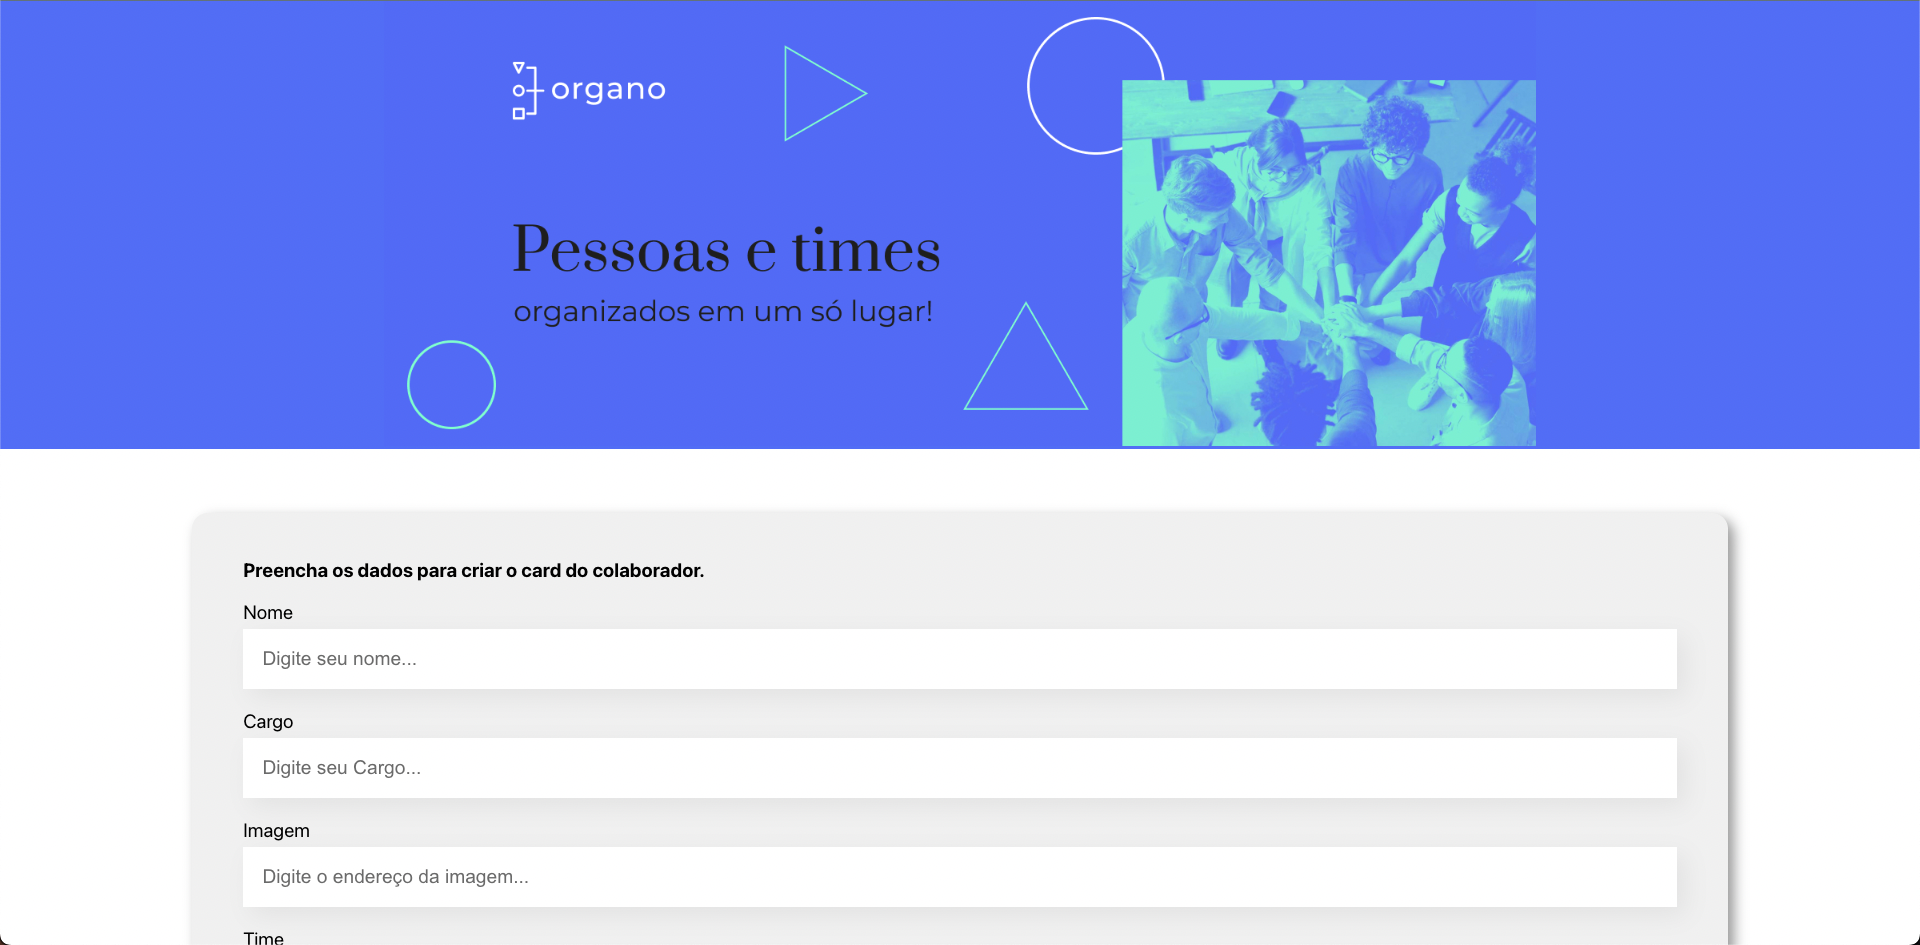 organo
Pessoas e times
organizados em um só lugar!
Preencha os dados para criar o card do colaborador.
Nome
Digite seu nome...
Cargo
Digite seu Cargo...
Imagem
Digite o endereço da imagem...
Time